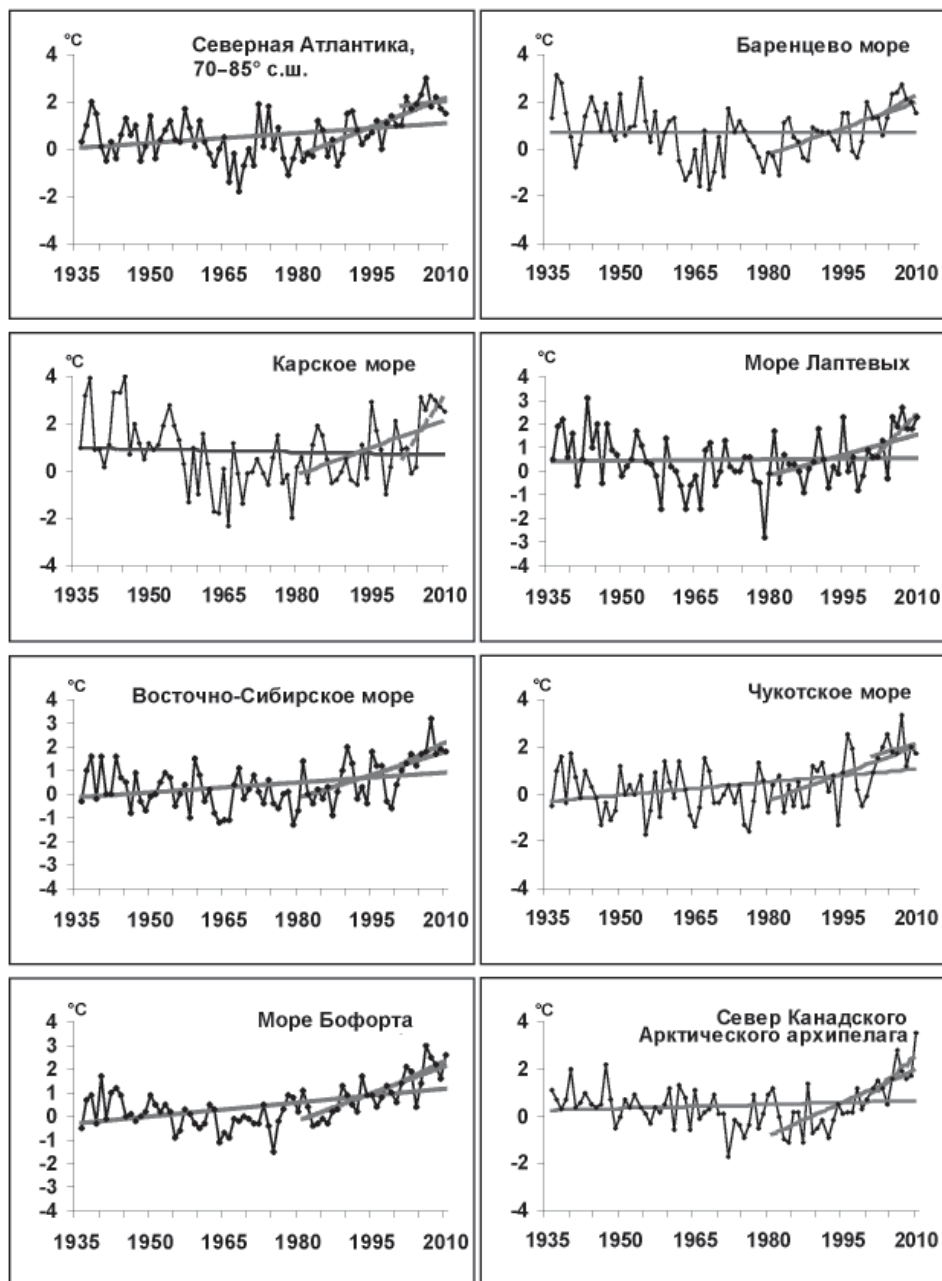 °C
Северная Атлантика,
70–85° с.ш.
4
2
0
-2
-4
1935 1950 1965 1980 1995 2010
°C
Баренцево море
4
2
0
-2
-4
1935 1950 1965 1980 1995 2010
°C
Карское море
4
2
0
-2
-4
1935 1950 1965 1980 1995 2010
°C
Море Лаптевых
4
3
2
1
0
-1
-2
-3
-4
1935 1950 1965 1980 1995 2010
°C
Восточно-Сибирское море
4
3
2
1
0
-1
-2
-3
-4
1935 1950 1965 1980 1995 2010
°C
Чукотское море
4
2
0
-2
-4
1935 1950 1965 1980 1995 2010
°C
Море Бофорта
4
3
2
1
0
-1
-2
-3
-4
1935 1950 1965 1980 1995 2010
°C
Север Канадского
Арктического архипелага
4
2
0
-2
-4
1935 1950 1965 1980 1995 2010